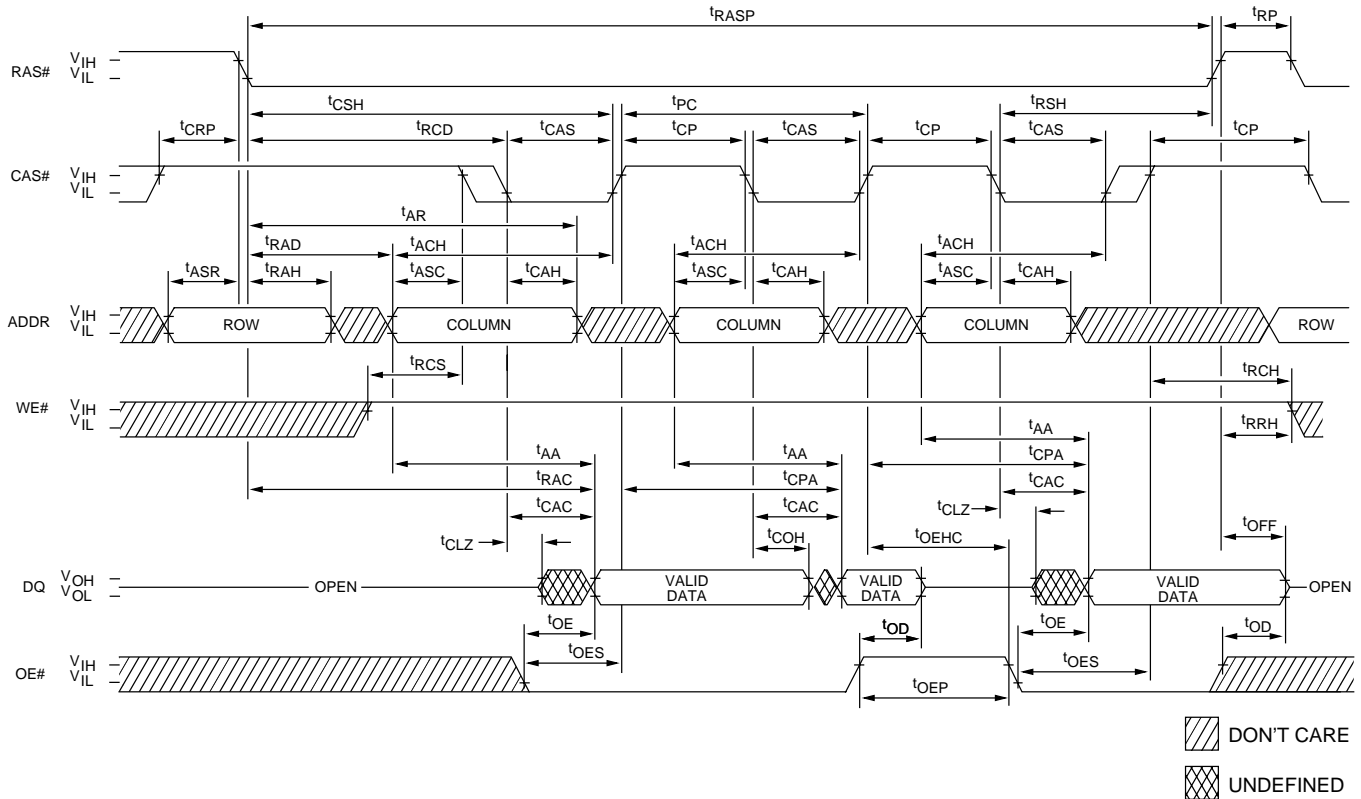 tRASP tRP
RAS# VIH
VIL
tCSH tPC tRSH
tCRP tRCD tCAS tCP tCAS tCP tCAS tCP
CAS# VIH
VIL
tAR
tRAD tACH tACH tACH
tASR tRAH tASC tCAH tASC tCAH tASC tCAH
ADDR VIH
VIL
ROW COLUMN COLUMN COLUMN ROW
tRCS tRCH
WE# VIH
VIL
tRRH
tAA tAA tAA
tRAC tCPA tCPA
tCAC tCAC tCAC
tCLZ tCOH tOEHC tCLZ tOFF
DQ VOH
VOL
OPEN VALID DATA VALID DATA VALID DATA OPEN
tOE tOD tOE tOD
tOES tOES
OE# VIH
VIL
tOEP
DON'T CARE
UNDEFINED